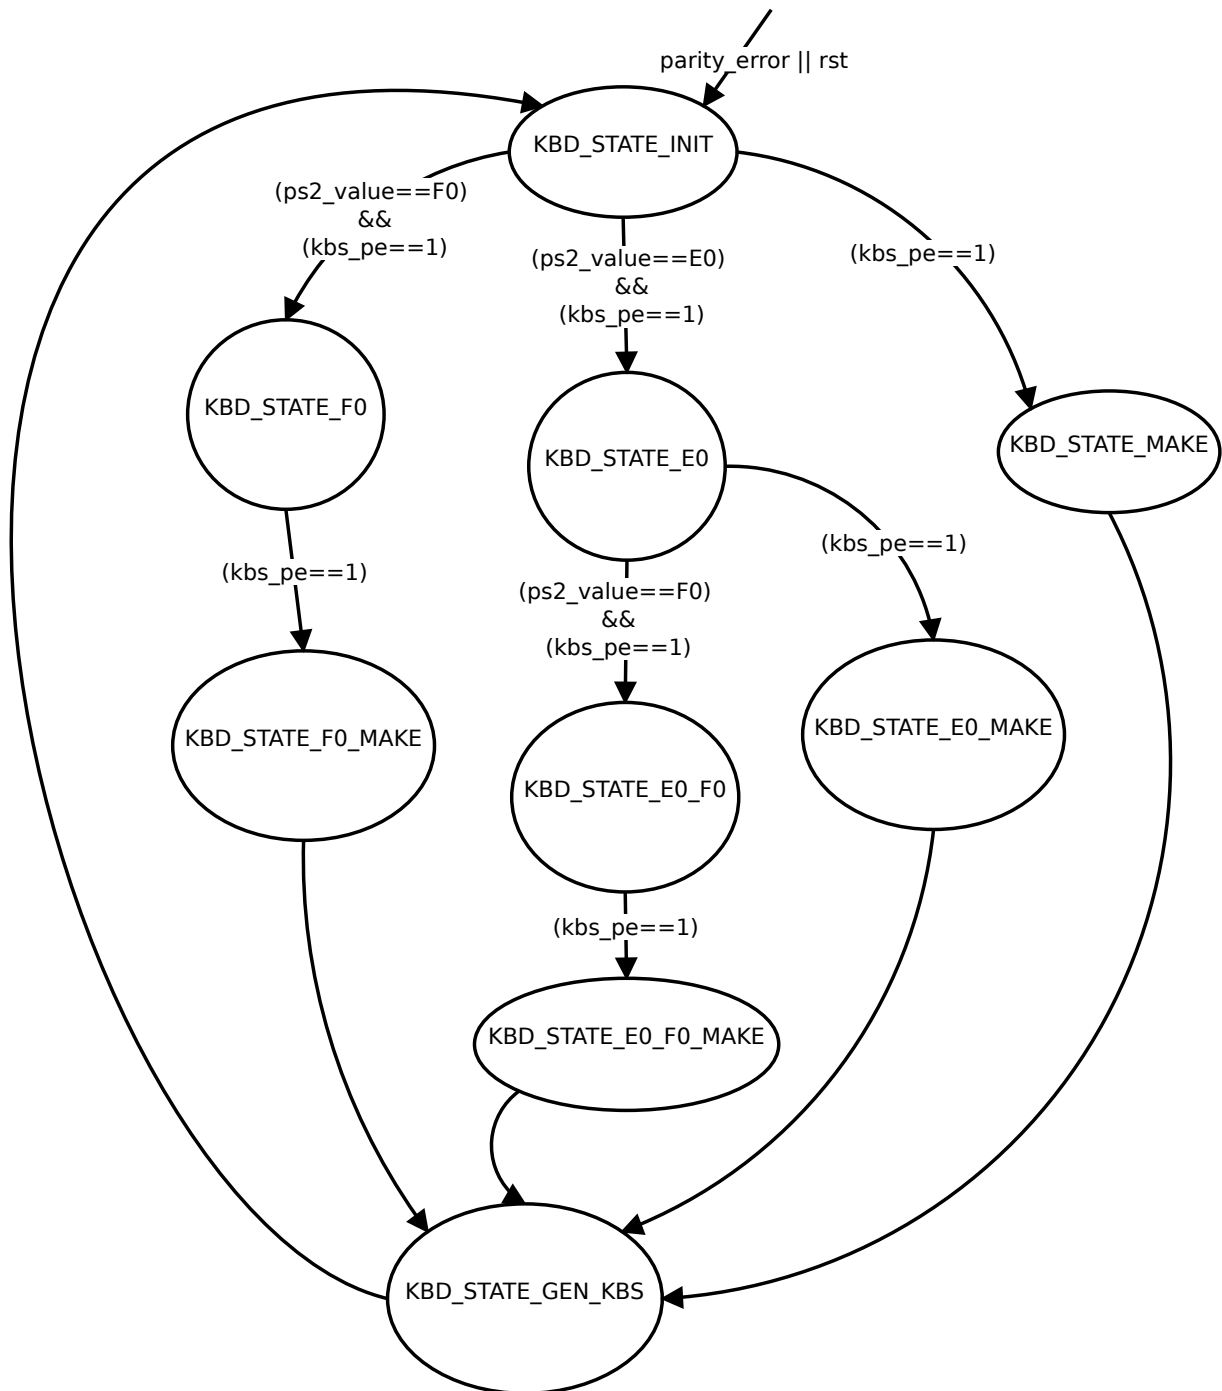 parity_error || rst
KBD_STATE_INIT
(ps2_value==F0)
&&
(kbs_pe==1)
(ps2_value==E0)
&&
(kbs_pe==1)
(kbs_pe==1)
KBD_STATE_F0
KBD_STATE_E0
KBD_STATE_MAKE
(kbs_pe==1)
(ps2_value==F0)
&&
(kbs_pe==1)
(kbs_pe==1)
KBD_STATE_F0_MAKE
KBD_STATE_E0_F0
KBD_STATE_E0_MAKE
(kbs_pe==1)
KBD_STATE_E0_F0_MAKE
KBD_STATE_GEN_KBS